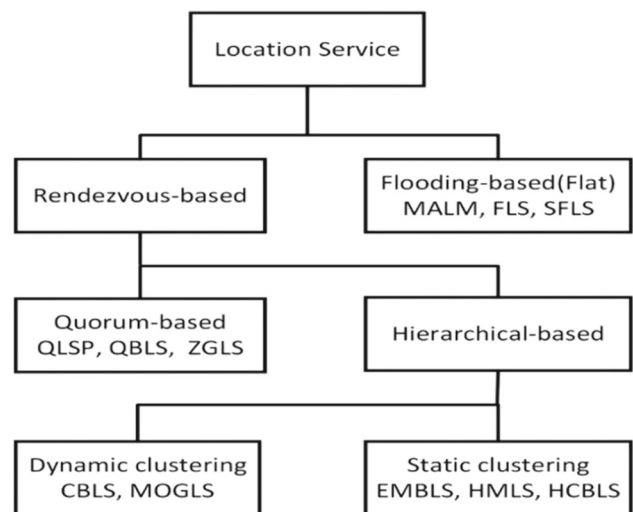 Location Service
Rendezvous-based
Flooding-based(Flat)
MALM, FLS, SFLS
Quorum-based
QLSP, QBLS, ZGLS
Hierarchical-based
Dynamic clustering
CBLS, MOGLS
Static clustering
EMBLS, HMLS, HCBLS